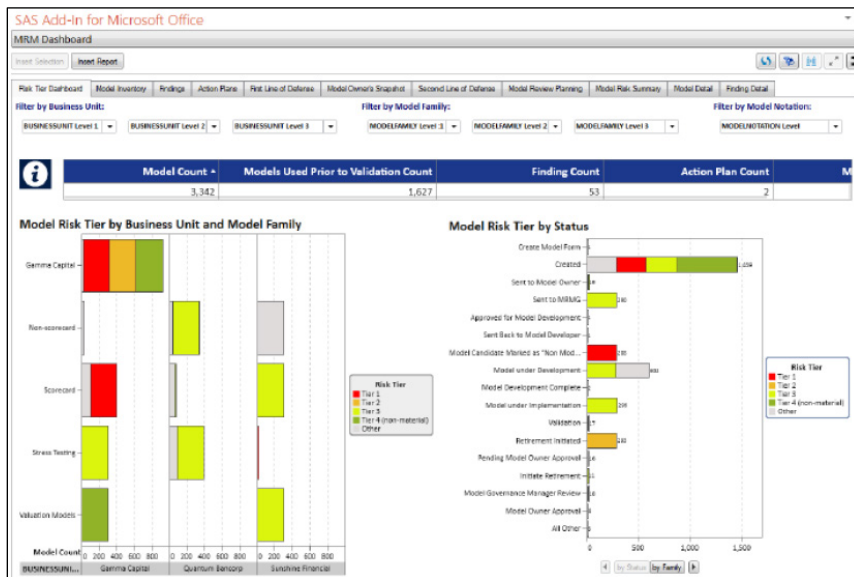 SAS Add-In for Microsoft Office
MRM Dashboard
Insert Selection Insert Report
Risk Tier Dashboard Model Inventory Findings Action Plans First Line of Defense Model Owner's Snapshot Second Line of Defense Model Review Planning Model Risk Summary Model Detail Finding Detail
Filter by Business Unit: Filter by Model Family: Filter by Model Notation:
BUSINESSUNIT Level 1 BUSINESSUNIT Level 2 BUSINESSUNIT Level 3 MODELFAMILY Level 1 MODELFAMILY Level 2 MODELFAMILY Level 3 MODELNOTATION Level
Model Count Models Used Prior to Validation Count Finding Count Action Plan Count M
3,342 1,627 53 2
Model Risk Tier by Business Unit and Model Family
Gamma Capital
Non-scorecard
Scorecard
Stress Testing
Valuation Models
Model Count
0 200 400 600 800 0 200 400 600 800 0 200 400 600 800
BUSINESSUNI... Gamma Capital Quantum Bancorp Sunshine Financial
Risk Tier
Tier 1
Tier 2
Tier 3
Tier 4 (non-material)
Other
Model Risk Tier by Status
Create Model Form
Created
Sent to Model Owner
Sent to MRMG
Approved for Model Development
Sent Back to Model Developer
Model Candidate Marked as "Non Mod...
Model under Development
Model Development Complete
Model under Implementation
Validation
Retirement Initiated
Pending Model Owner Approval
Initiate Retirement
Model Governance Manager Review
Model Owner Approval
All Other
0 500 1,000 1,500
by Status by Family
Risk Tier
Tier 1
Tier 2
Tier 3
Tier 4 (non-material)
Other